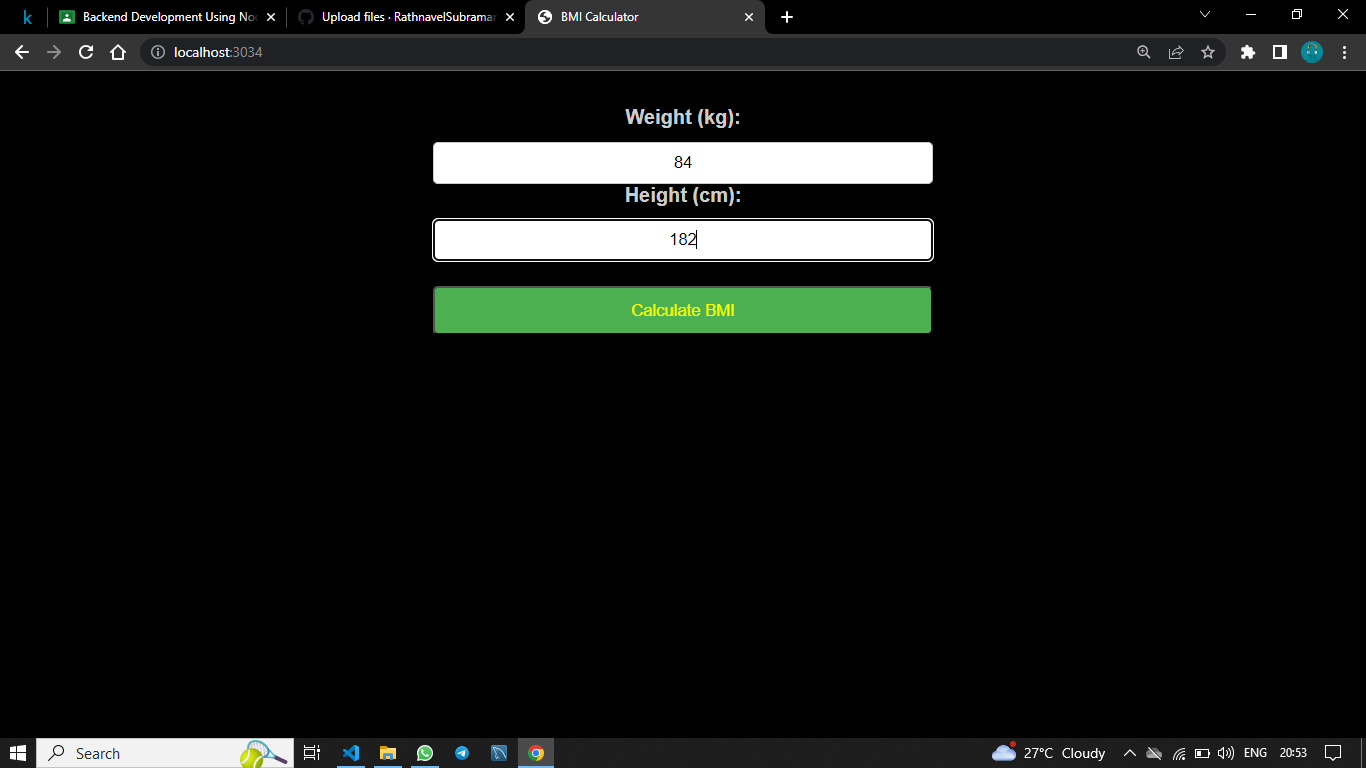 k
Backend Development Using No
Upload files · RathnavelSubramar
BMI Calculator
localhost:3034
Weight (kg):
84
Height (cm):
182
Calculate BMI
Search
27°C Cloudy
ENG
20:53